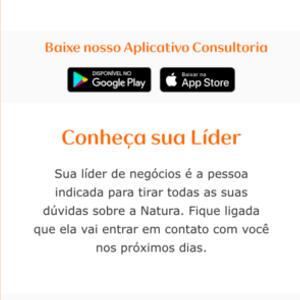 Baixe nosso Aplicativo Consultoria
DISPONÍVEL NO
Google Play
Baixar na
App Store
Conheça sua Líder
Sua líder de negócios é a pessoa
indicada para tirar todas as suas
dúvidas sobre a Natura. Fique ligada
que ela vai entrar em contato com você
nos próximos dias.